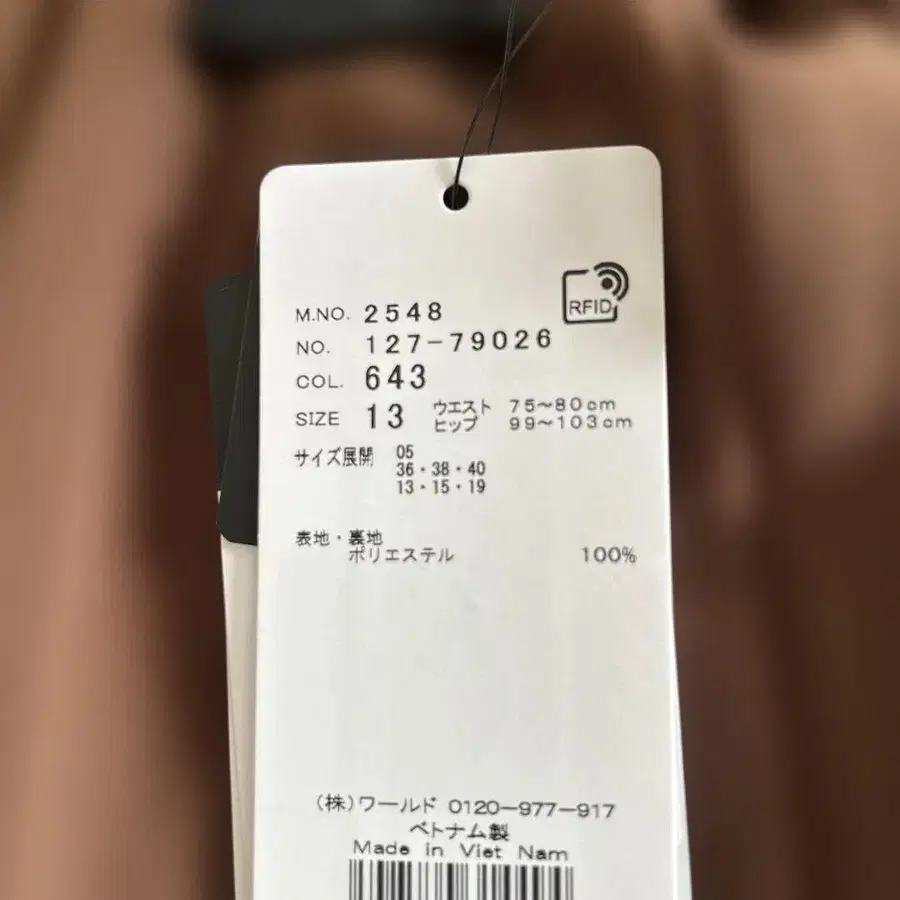 RFID
M.NO. 2548
NO. 127-79026
COL. 643
SIZE 13 ウエスト 75～80cm
ヒップ 99～103cm
サイズ展開 05
36・38・40
13・15・19
表地・裏地
ポリエステル 100%
(株)ワールド 0120-977-917
ベトナム製
Made in Viet Nam